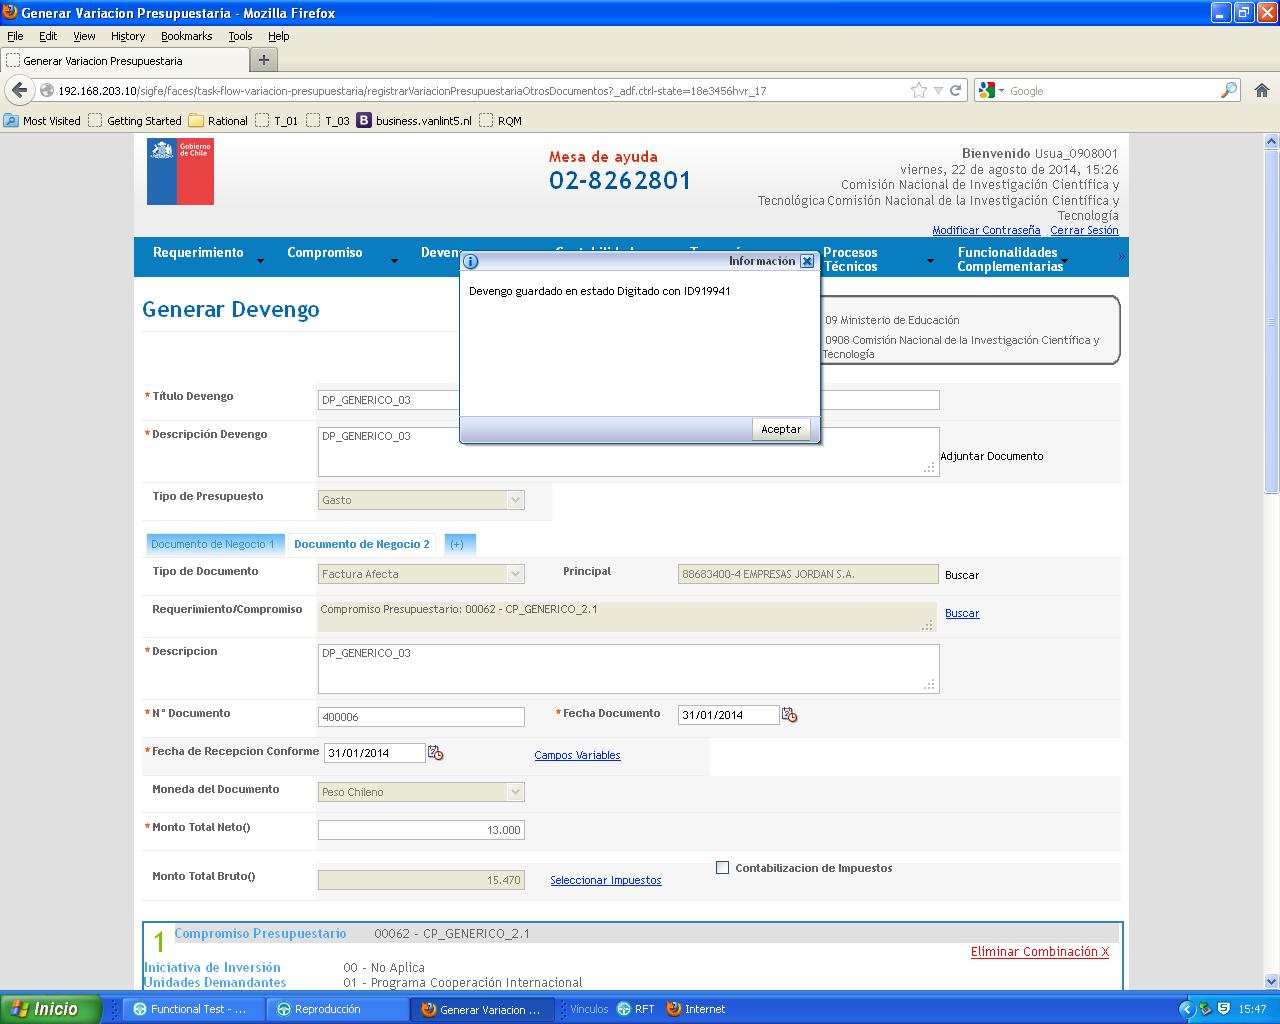 Generar Variacion Presupuestaria - Mozilla Firefox
File Edit View History Bookmarks Tools Help
Generar Variacion Presupuestaria +
192.168.203.10/sigfe/faces/task-flow-variacion-presupuestaria/registrarVariacionPresupuestariaOtrosDocumentos?_adf.ctrl-state=18e3456hvr_17 Google
Most Visited Getting Started Rational T_01 T_03 B business.vanlint5.nl RQM
Gobierno
de Chile
Mesa de ayuda
02-8262801
Bienvenido Usua_0908001
viernes, 22 de agosto de 2014, 15:26
Comisión Nacional de Investigación Científica y
Tecnológica Comisión Nacional de la Investigación Científica y
Tecnología
Modificar Contraseña Cerrar Sesión
Requerimiento Compromiso Procesos
Técnicos Funcionalidades
Complementarias »
Información
Devengo guardado en estado Digitado con ID919941
Aceptar
Generar Devengo
09 Ministerio de Educación
0908 Comisión Nacional de la Investigación Científica y
Tecnología
* Título Devengo DP_GENERICO_03
* Descripción Devengo DP_GENERICO_03
Adjuntar Documento
Tipo de Presupuesto Gasto
Documento de Negocio 1 Documento de Negocio 2 (+)
Tipo de Documento Factura Afecta Principal 88683400-4 EMPRESAS JORDAN S.A. Buscar
Requerimiento/Compromiso Compromiso Presupuestario: 00062 - CP_GENERICO_2.1 Buscar
* Descripcion DP_GENERICO_03
* N° Documento 400006 * Fecha Documento 31/01/2014
* Fecha de Recepcion Conforme 31/01/2014 Campos Variables
Moneda del Documento Peso Chileno
* Monto Total Neto() 13.000
Monto Total Bruto() 15.470 Seleccionar Impuestos Contabilizacion de Impuestos
1 Compromiso Presupuestario 00062 - CP_GENERICO_2.1
Eliminar Combinación X
Iniciativa de Inversión 00 - No Aplica
Unidades Demandantes 01 - Programa Cooperación Internacional
Inicio Functional Test - ... Reproducción Generar Variacion ... Vínculos RFT Internet 15:47